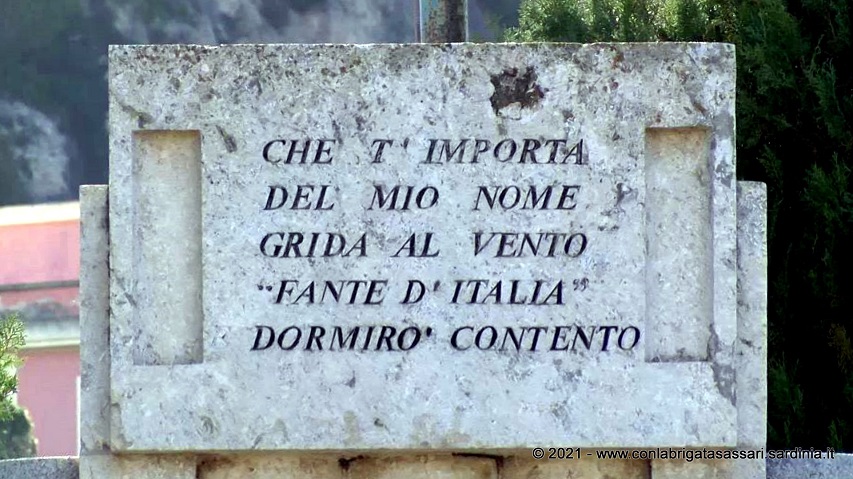 CHE T' IMPORTA
DEL MIO NOME
GRIDA AL VENTO
“FANTE D'ITALIA”
DORMIRO' CONTENTO
© 2021 - www.conlabrigatasassari.sardinia.it